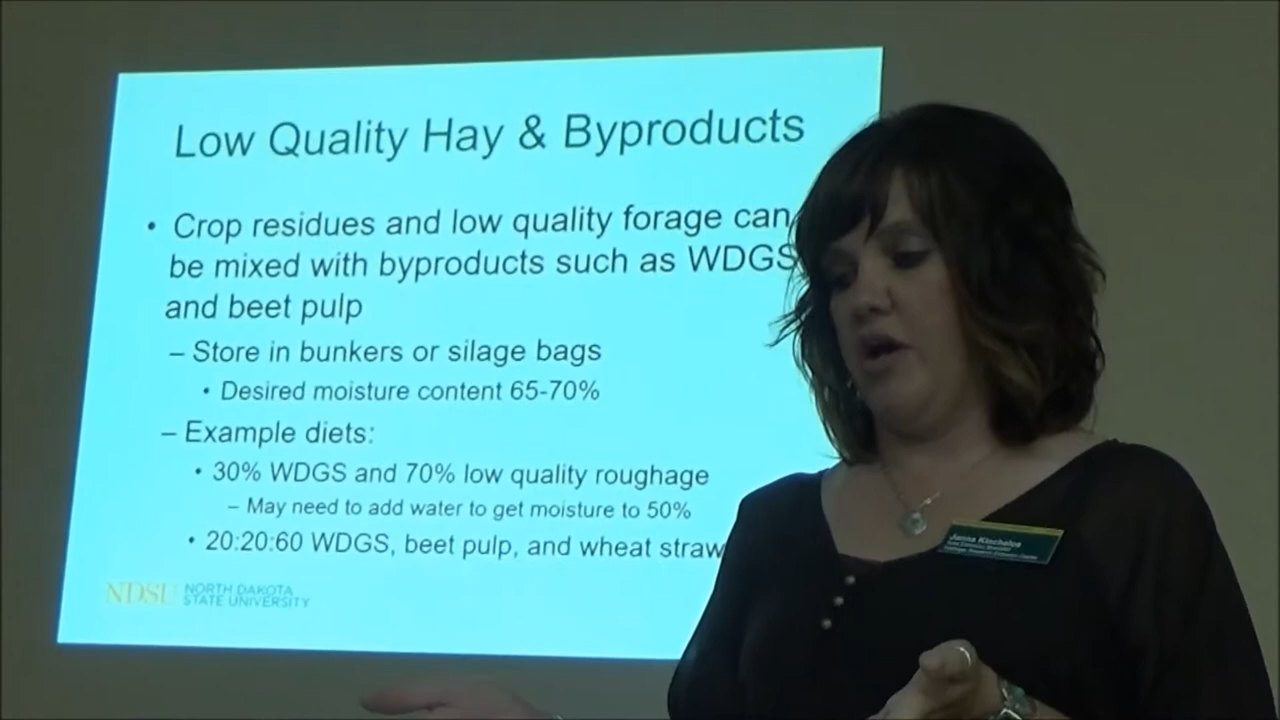 Low Quality Hay & Byproducts
• Crop residues and low quality forage can
be mixed with byproducts such as WDGS
and beet pulp
– Store in bunkers or silage bags
• Desired moisture content 65-70%
– Example diets:
• 30% WDGS and 70% low quality roughage
– May need to add water to get moisture to 50%
• 20:20:60 WDGS, beet pulp, and wheat straw
NDSU NORTH DAKOTA
STATE UNIVERSITY
Janna Kincheloe